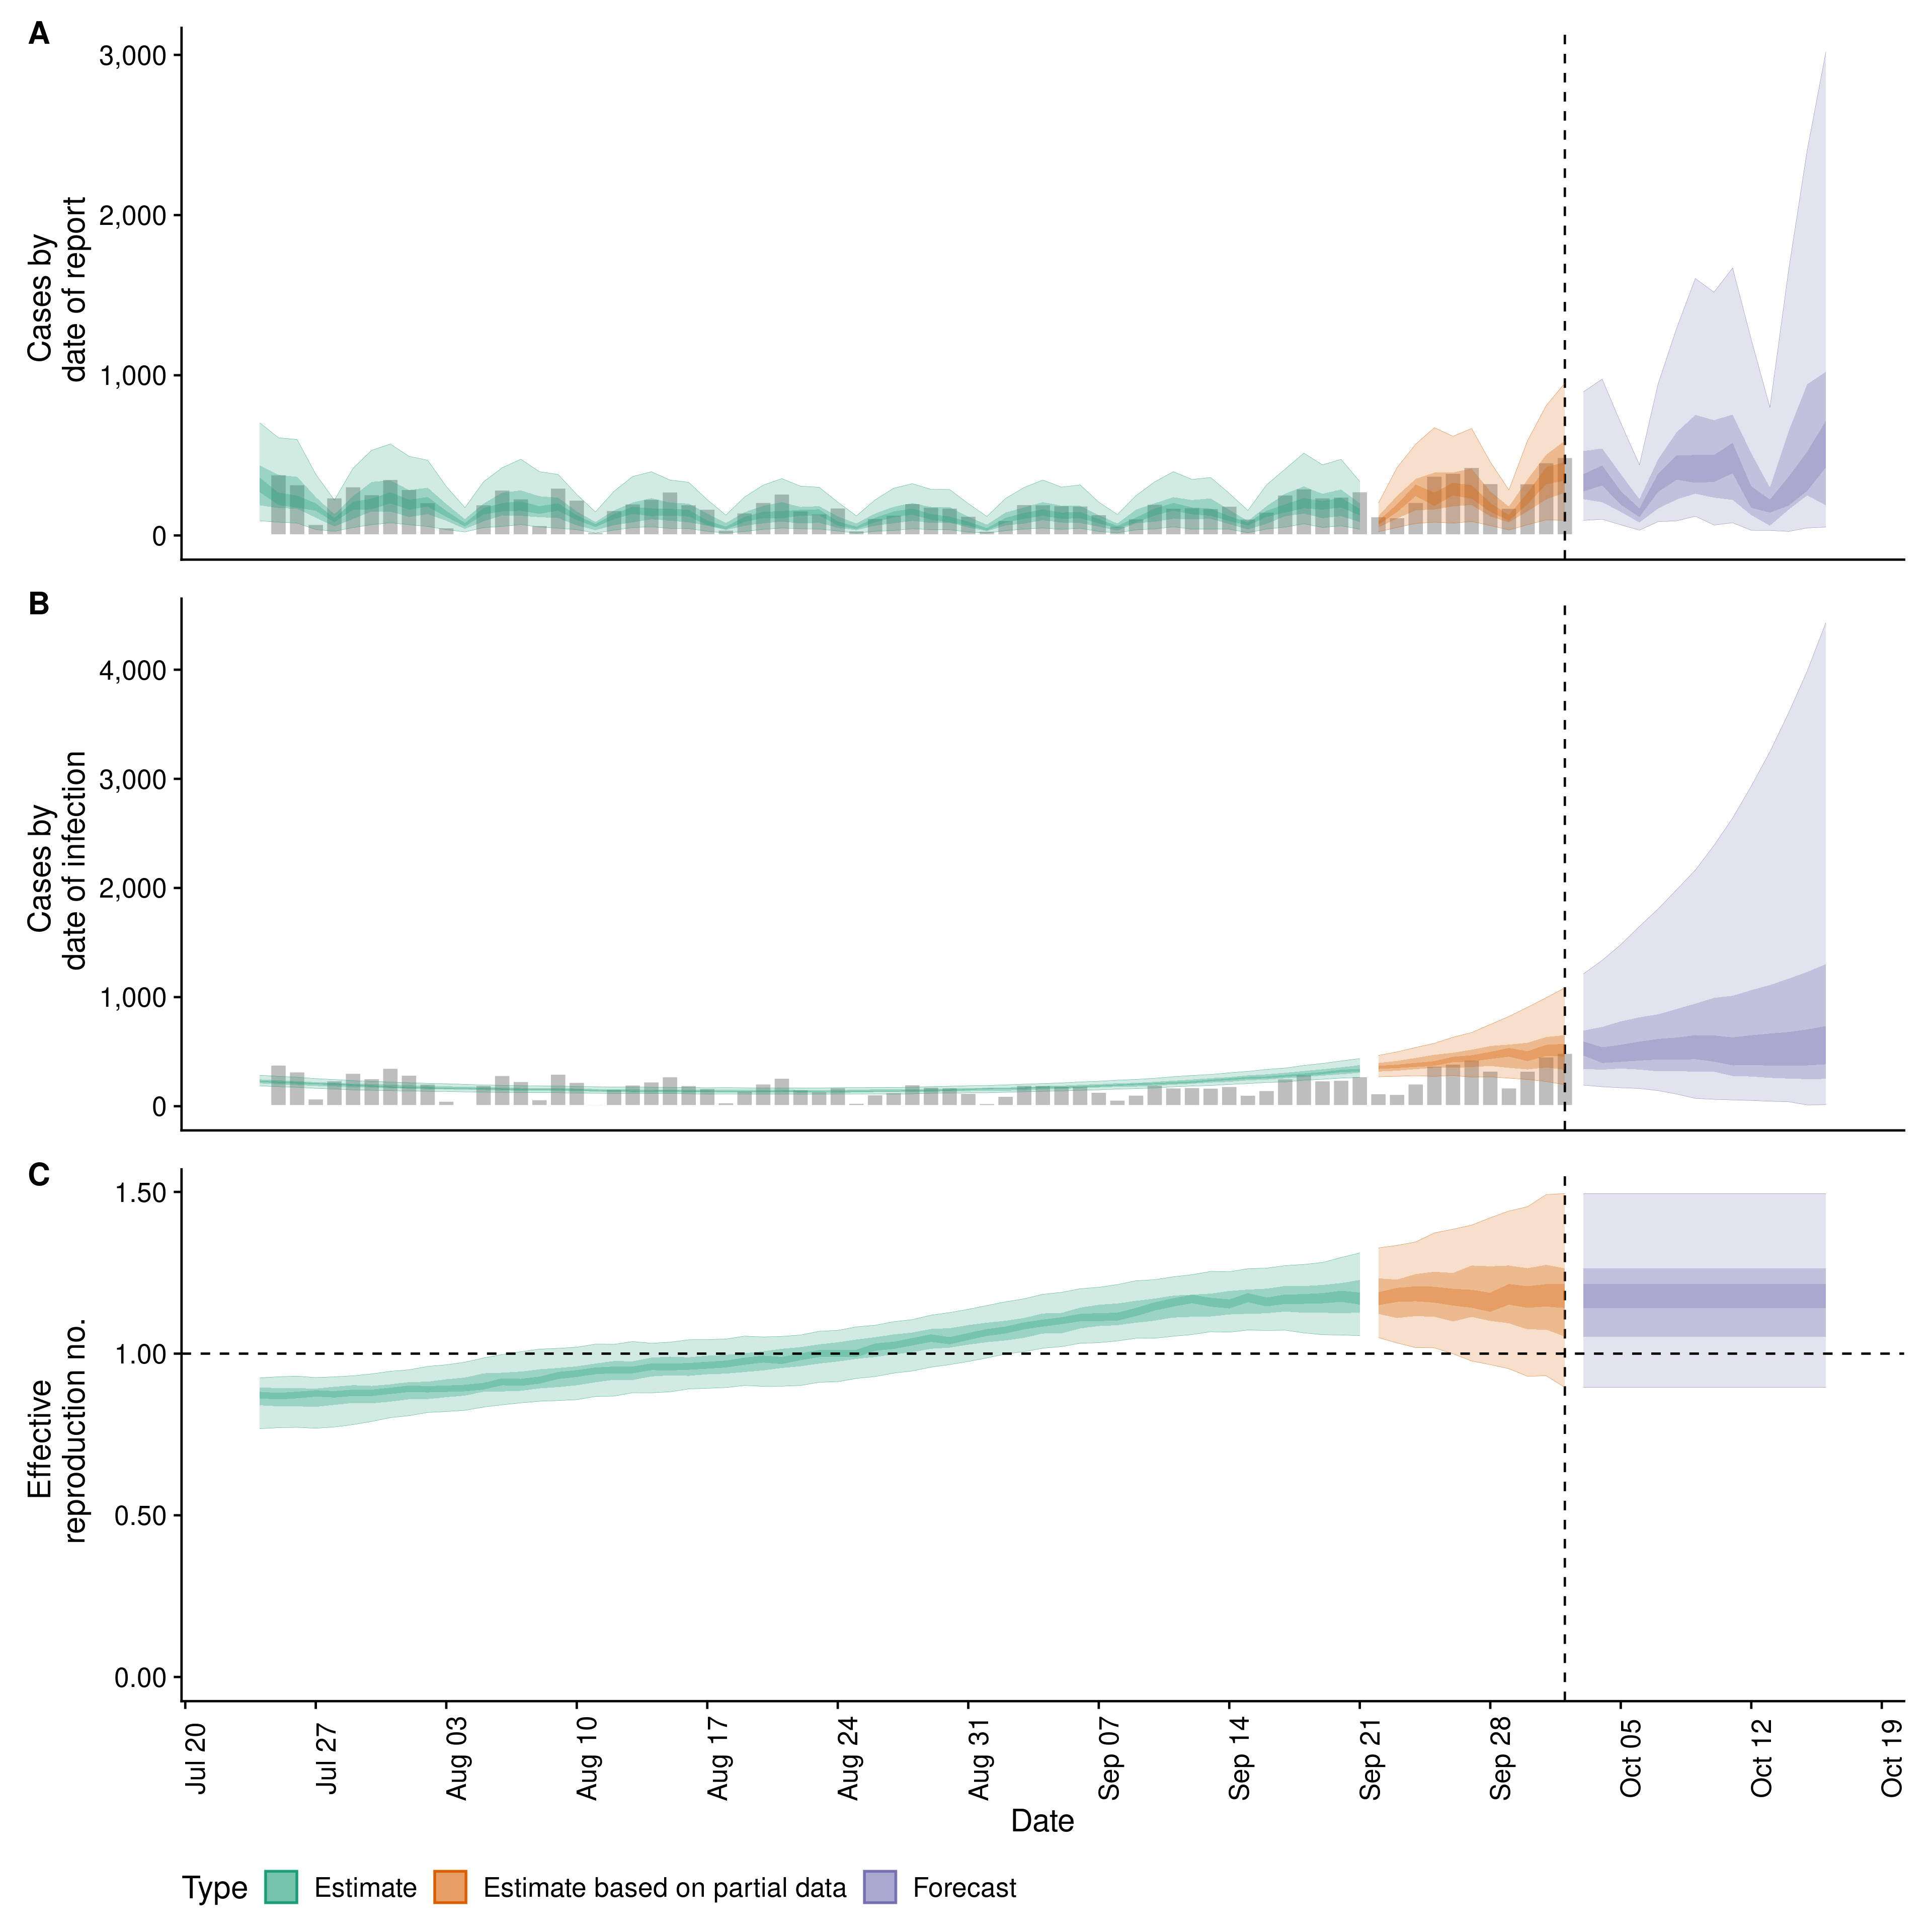 A
3,000
2,000
1,000
0
Cases by
date of report
B
4,000
3,000
2,000
1,000
0
Cases by
date of infection
C
1.50
1.00
0.50
0.00
Effective
reproduction no.
Jul 20
Jul 27
Aug 03
Aug 10
Aug 17
Aug 24
Aug 31
Sep 07
Sep 14
Sep 21
Sep 28
Oct 05
Oct 12
Oct 19
Date
Type Estimate Estimate based on partial data Forecast